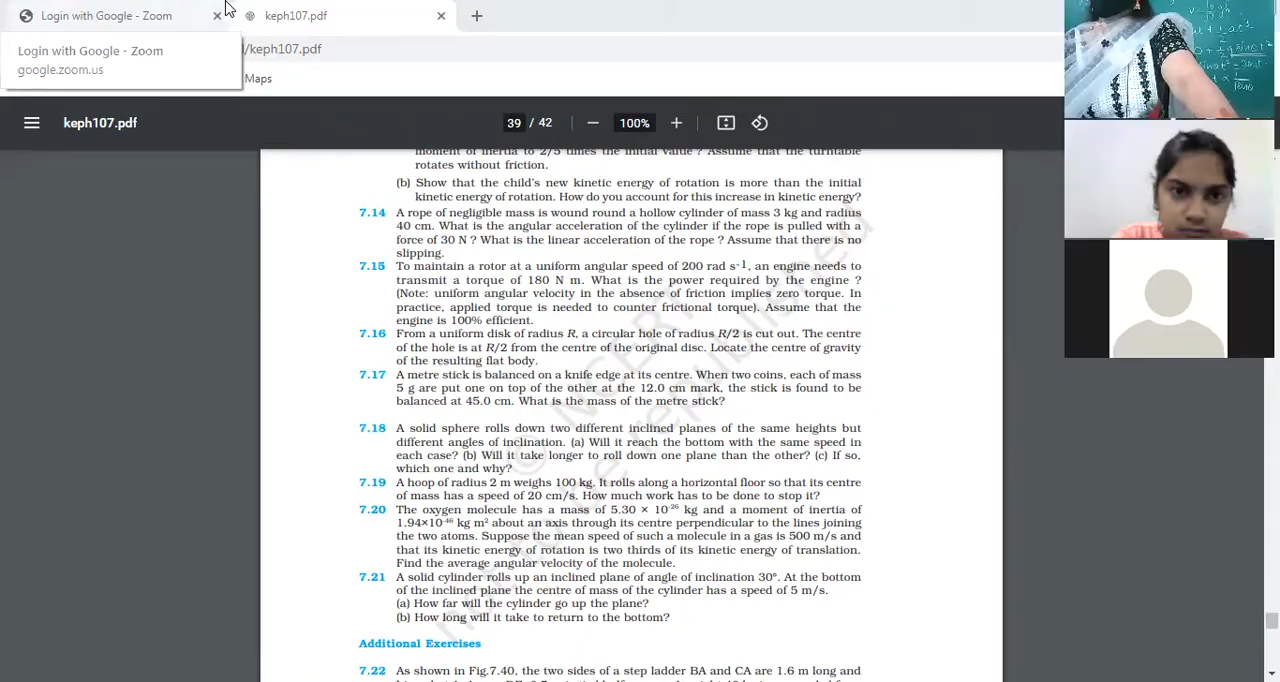 Login with Google - Zoom
keph107.pdf
Login with Google - Zoom
google.zoom.us
/keph107.pdf
Maps
keph107.pdf
39 / 42
100%
moment of inertia to 2/5 times the initial value ? Assume that the turntable
rotates without friction.
(b) Show that the child's new kinetic energy of rotation is more than the initial
kinetic energy of rotation. How do you account for this increase in kinetic energy?
7.14 A rope of negligible mass is wound round a hollow cylinder of mass 3 kg and radius
40 cm. What is the angular acceleration of the cylinder if the rope is pulled with a
force of 30 N ? What is the linear acceleration of the rope ? Assume that there is no
slipping.
7.15 To maintain a rotor at a uniform angular speed of 200 rad s⁻¹, an engine needs to
transmit a torque of 180 N m. What is the power required by the engine ?
(Note: uniform angular velocity in the absence of friction implies zero torque. In
practice, applied torque is needed to counter frictional torque). Assume that the
engine is 100% efficient.
7.16 From a uniform disk of radius R, a circular hole of radius R/2 is cut out. The centre
of the hole is at R/2 from the centre of the original disc. Locate the centre of gravity
of the resulting flat body.
7.17 A metre stick is balanced on a knife edge at its centre. When two coins, each of mass
5 g are put one on top of the other at the 12.0 cm mark, the stick is found to be
balanced at 45.0 cm. What is the mass of the metre stick?
7.18 A solid sphere rolls down two different inclined planes of the same heights but
different angles of inclination. (a) Will it reach the bottom with the same speed in
each case? (b) Will it take longer to roll down one plane than the other? (c) If so,
which one and why?
7.19 A hoop of radius 2 m weighs 100 kg. It rolls along a horizontal floor so that its centre
of mass has a speed of 20 cm/s. How much work has to be done to stop it?
7.20 The oxygen molecule has a mass of 5.30 × 10⁻²⁶ kg and a moment of inertia of
1.94×10⁻⁴⁶ kg m² about an axis through its centre perpendicular to the lines joining
the two atoms. Suppose the mean speed of such a molecule in a gas is 500 m/s and
that its kinetic energy of rotation is two thirds of its kinetic energy of translation.
Find the average angular velocity of the molecule.
7.21 A solid cylinder rolls up an inclined plane of angle of inclination 30°. At the bottom
of the inclined plane the centre of mass of the cylinder has a speed of 5 m/s.
(a) How far will the cylinder go up the plane?
(b) How long will it take to return to the bottom?
Additional Exercises
7.22 As shown in Fig.7.40, the two sides of a step ladder BA and CA are 1.6 m long and
© NCERT
not to be republished